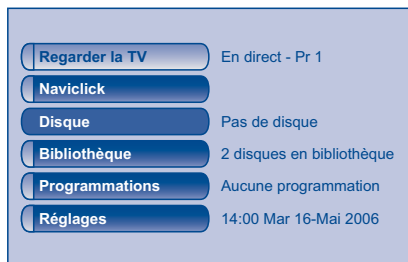 Regarder la TV En direct - Pr 1
Naviclick
Disque Pas de disque
Bibliothèque 2 disques en bibliothèque
Programmations Aucune programmation
Réglages 14:00 Mar 16-Mai 2006